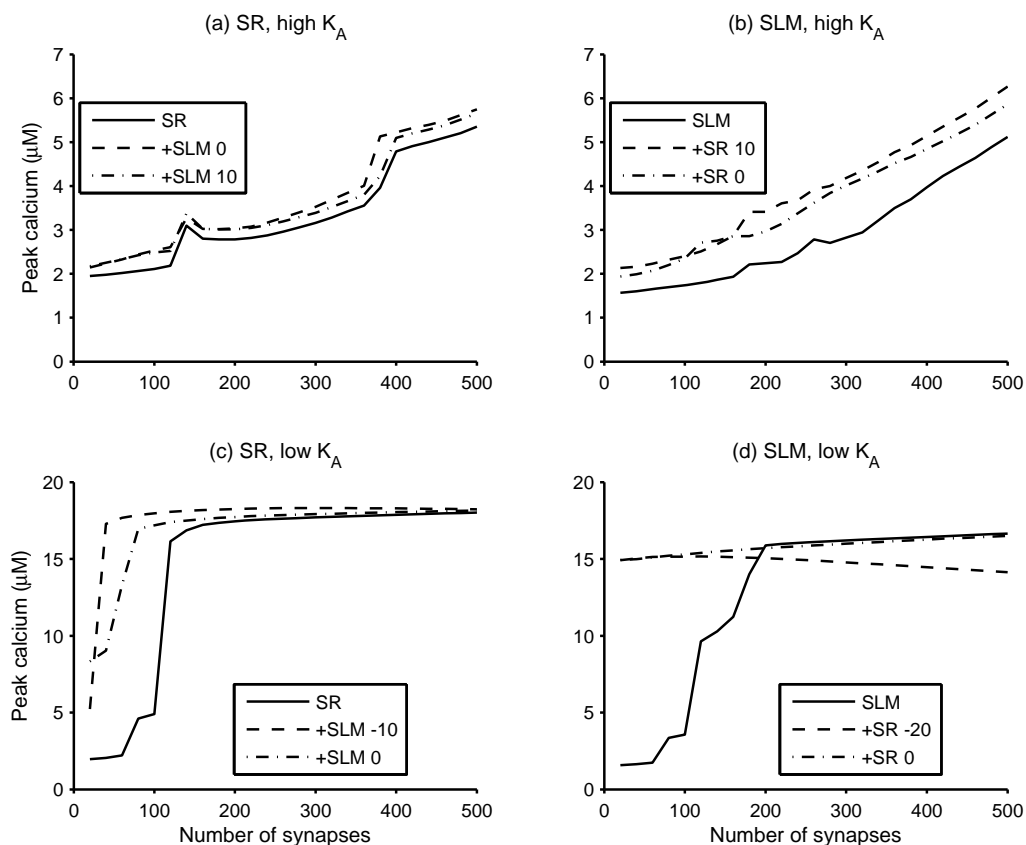 (a) SR, high K_A
7
6
5
4
3
2
1
0
Peak calcium (μM)
SR
+SLM 0
+SLM 10
0 100 200 300 400 500
(b) SLM, high K_A
7
6
5
4
3
2
1
0
SLM
+SR 10
+SR 0
0 100 200 300 400 500
(c) SR, low K_A
20
15
10
5
0
Peak calcium (μM)
SR
+SLM -10
+SLM 0
0 100 200 300 400 500
Number of synapses
(d) SLM, low K_A
20
15
10
5
0
SLM
+SR -20
+SR 0
0 100 200 300 400 500
Number of synapses